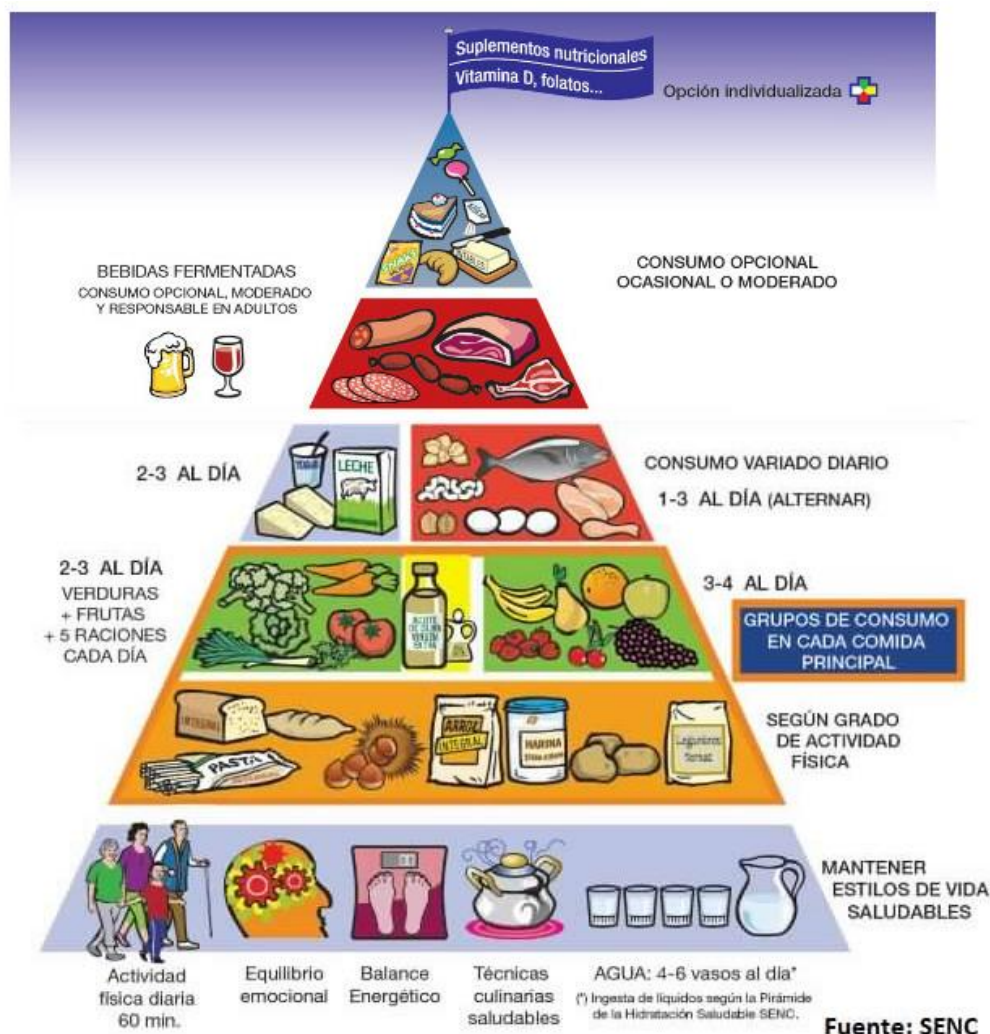 Suplementos nutricionales
Vitamina D, folatos...
Opción individualizada
BEBIDAS FERMENTADAS
CONSUMO OPCIONAL, MODERADO
Y RESPONSABLE EN ADULTOS
CONSUMO OPCIONAL
OCASIONAL O MODERADO
2-3 AL DÍA
LECHE
CONSUMO VARIADO DIARIO
1-3 AL DÍA (ALTERNAR)
2-3 AL DÍA
VERDURAS
+ FRUTAS
+ 5 RACIONES
CADA DÍA
ACEITE
DE OLIVA
VIRGEN
EXTRA
3-4 AL DÍA
GRUPOS DE CONSUMO
EN CADA COMIDA
PRINCIPAL
INTEGRAL
PASTA
ARROZ
INTEGRAL
HARINA
SEGÚN GRADO
DE ACTIVIDAD
FÍSICA
MANTENER
ESTILOS DE VIDA
SALUDABLES
Actividad
física diaria
60 min.
Equilibrio
emocional
Balance
Energético
Técnicas
culinarias
saludables
AGUA: 4-6 vasos al día*
(*) Ingesta de líquidos según la Pirámide
de la Hidratación Saludable SENC.
Fuente: SENC